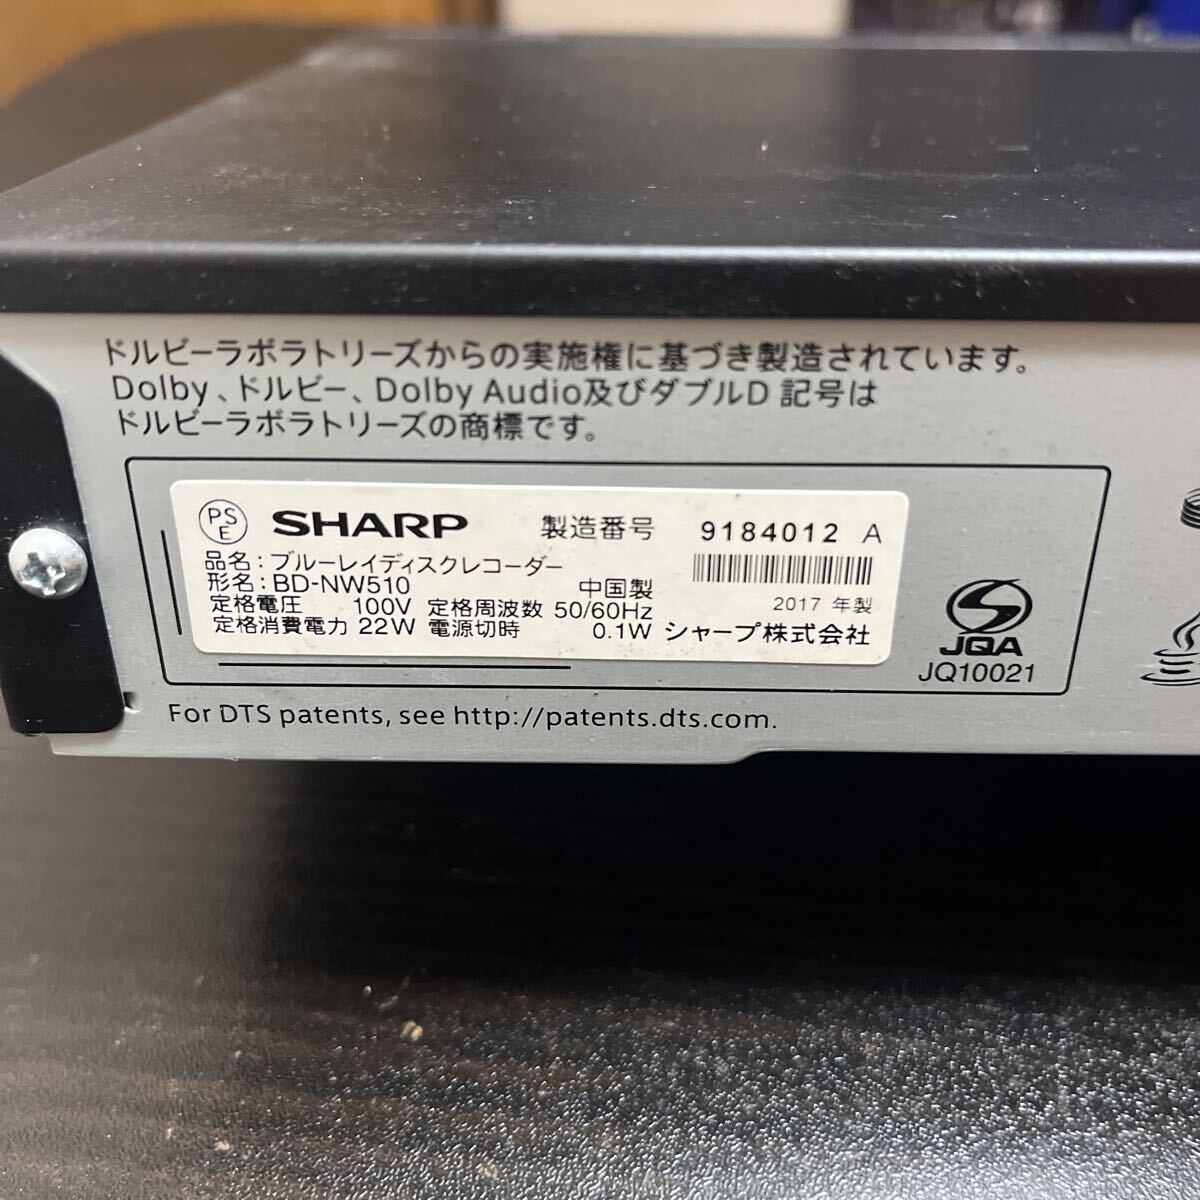 ドルビーラボラトリーズからの実施権に基づき製造されています。
Dolby、ドルビー、Dolby Audio及びダブルD 記号は
ドルビーラボラトリーズの商標です。
PS E SHARP 製造番号 9184012 A
品名：ブルーレイディスクレコーダー
形名：BD-NW510 中国製
定格電圧 100V 定格周波数 50/60Hz 2017 年製
定格消費電力 22W 電源切時 0.1W シャープ株式会社
JQA
JQ10021
For DTS patents, see http://patents.dts.com.